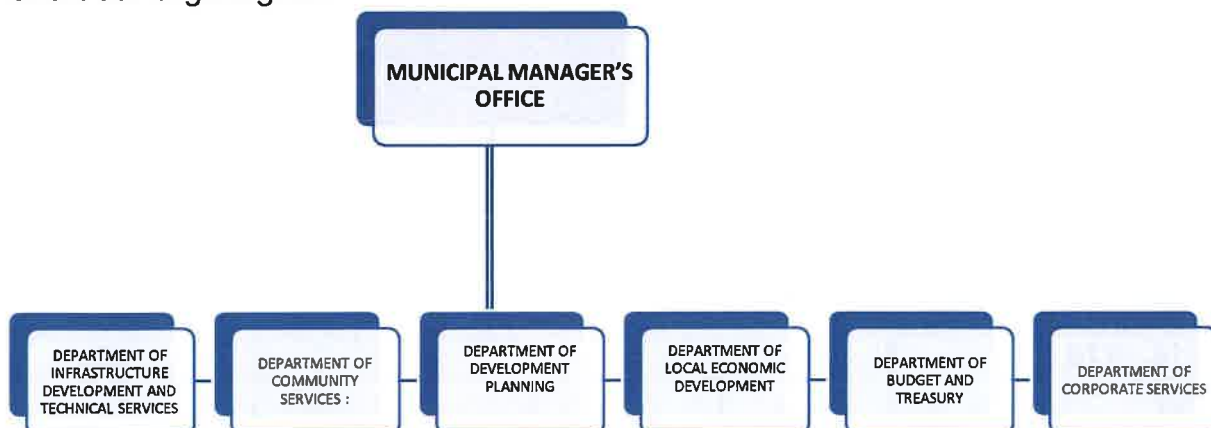 MUNICIPAL MANAGER'S
OFFICE
DEPARTMENT OF
INFRASTRUCTURE
DEVELOPMENT AND
TECHNICAL SERVICES
DEPARTMENT OF
COMMUNITY
SERVICES :
DEPARTMENT OF
DEVELOPMENT
PLANNING
DEPARTMENT OF
LOCAL ECONOMIC
DEVELOPMENT
DEPARTMENT OF
BUDGET AND
TREASURY
DEPARTMENT OF
CORPORATE SERVICES